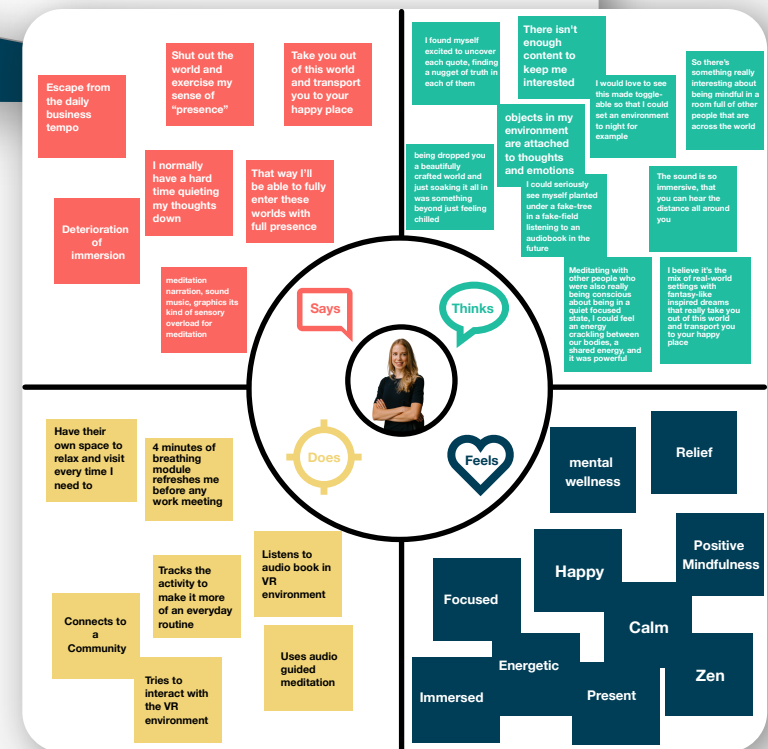 Escape from
the daily
business
tempo
Shut out the
world and
exercise my
sense of
“presence”
Take you out
of this world
and transport
you to your
happy place
I normally
have a hard
time quieting
my thoughts
down
That way I’ll
be able to fully
enter these
worlds with
full presence
Deterioration
of
immersion
meditation
narration, sound
music, graphics its
kind of sensory
overload for
meditation
Says
I found myself
excited to uncover
each quote, finding
a nugget of truth in
each of them
There isn't
enough
content to
keep me
interested
I would love to see
this made toggle-
able so that I could
set an environment
to night for
example
So there’s
something really
interesting about
being mindful in a
room full of other
people that are
across the world
objects in my
environment
are attached
to thoughts
and emotions
being dropped you
a beautifully
crafted world and
just soaking it all in
was something
beyond just feeling
chilled
I could seriously
see myself planted
under a fake-tree
in a fake-field
listening to an
audiobook in the
future
The sound is so
immersive, that
you can hear the
distance all around
you
Meditating with
other people who
were also really
being conscious
about being in a
quiet focused
state, I could feel
an energy
crackling between
our bodies, a
shared energy, and
it was powerful
I believe it’s the
mix of real-world
settings with
fantasy-like
inspired dreams
that really take you
out of this world
and transport you
to your happy
place
Thinks
Does
Have their
own space to
relax and visit
every time I
need to
4 minutes of
breathing
module
refreshes me
before any
work meeting
Tracks the
activity to
make it more
of an everyday
routine
Listens to
audio book in
VR
environment
Connects to
a
Community
Tries to
interact with
the VR
environment
Uses audio
guided
meditation
Feels
mental
wellness
Relief
Positive
Mindfulness
Happy
Focused
Calm
Energetic
Zen
Immersed
Present